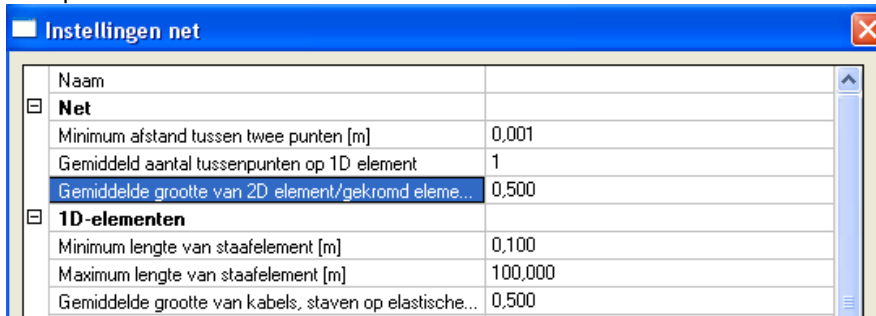 Instellingen net
Naam
Net
Minimum afstand tussen twee punten [m] 0,001
Gemiddeld aantal tussenpunten op 1D element 1
Gemiddelde grootte van 2D element/gekromd eleme... 0,500
1D-elementen
Minimum lengte van staafelement [m] 0,100
Maximum lengte van staafelement [m] 100,000
Gemiddelde grootte van kabels, staven op elastische... 0,500